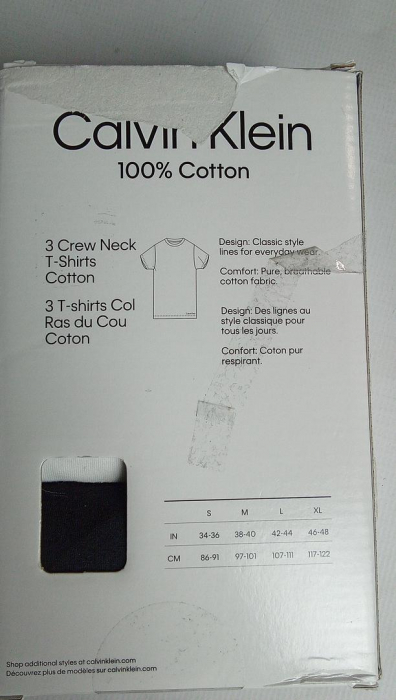 Calvin Klein
100% Cotton
3 Crew Neck
T-Shirts
Cotton
3 T-shirts Col
Ras du Cou
Coton
Design: Classic style
lines for everyday wear.
Comfort: Pure, breathable
cotton fabric.
Design: Des lignes au
style classique pour
tous les jours.
Confort: Coton pur
respirant.
S M L XL
IN 34-36 38-40 42-44 46-48
CM 86-91 97-101 107-111 117-122
Shop additional styles at calvinklein.com
Découvrez plus de modèles sur calvinklein.com